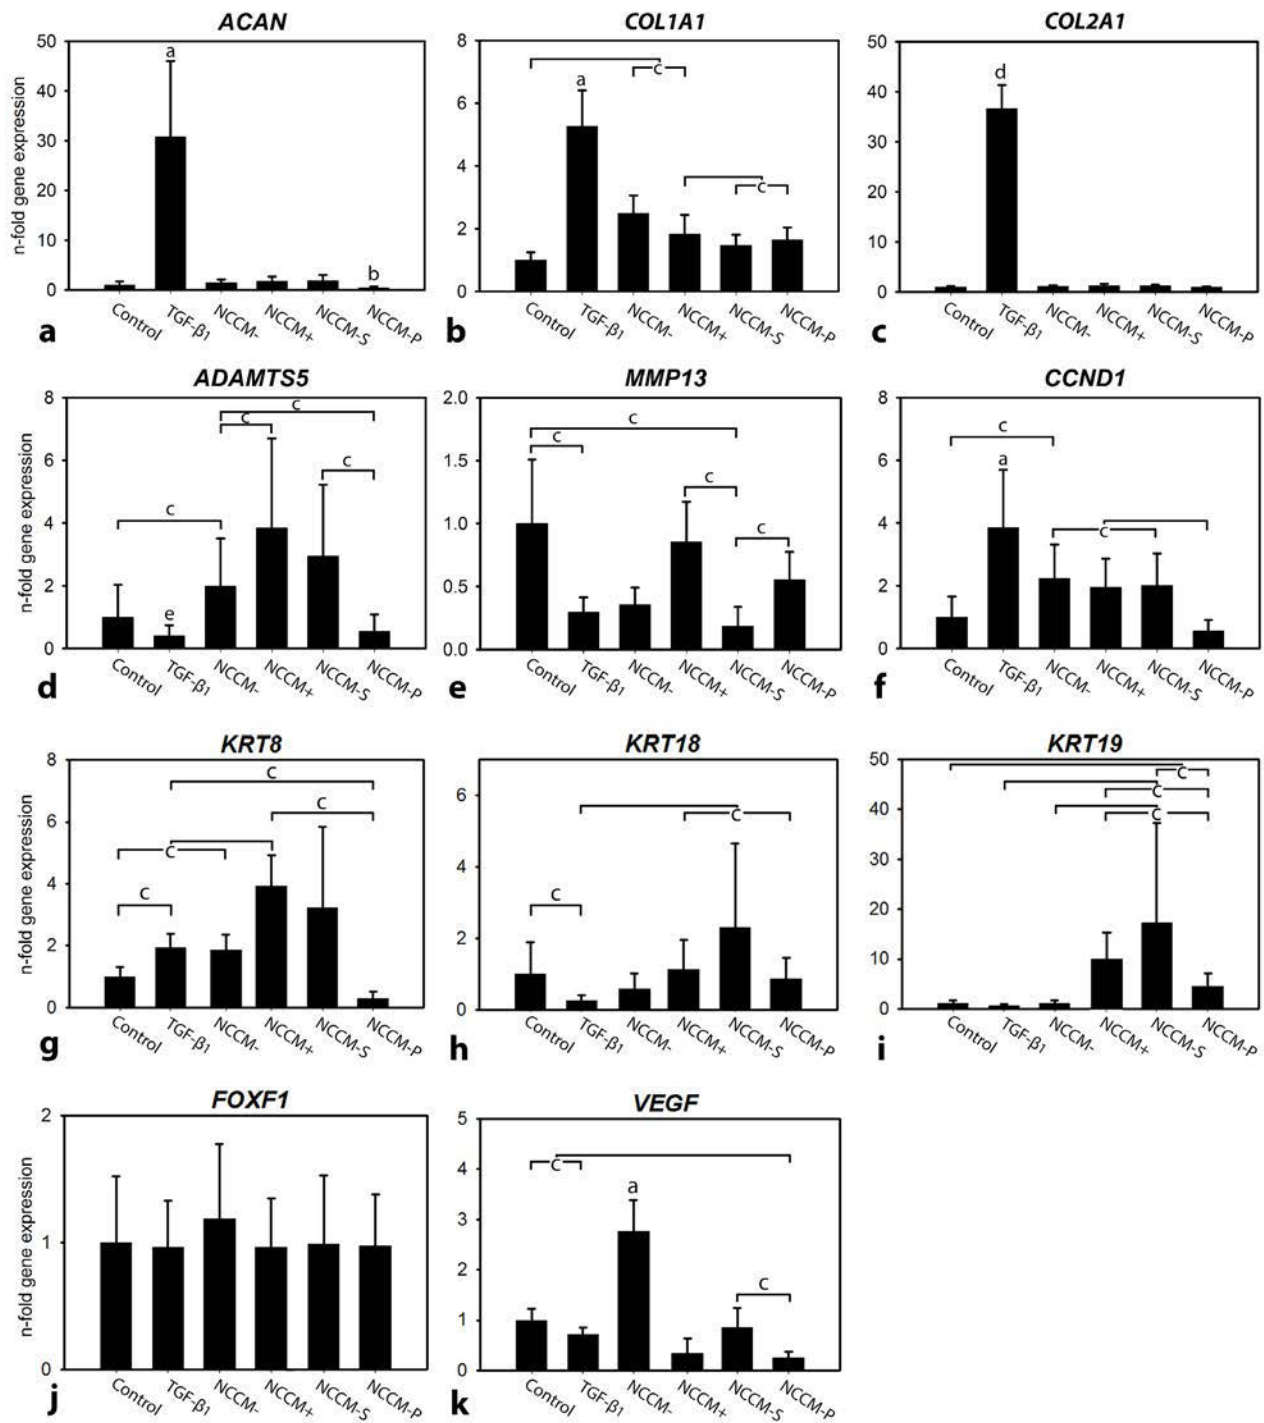 ACAN COL1A1 COL2A1
n-fold gene expression
50 40 30 20 10 0
8 6 4 2 0
50 40 30 20 10 0
a b
a c c
d
a Control TGF-β1 NCCM- NCCM+ NCCM-S NCCM-P
b Control TGF-β1 NCCM- NCCM+ NCCM-S NCCM-P
c Control TGF-β1 NCCM- NCCM+ NCCM-S NCCM-P
ADAMTS5 MMP13 CCND1
n-fold gene expression
8 6 4 2 0
2.0 1.5 1.0 0.5 0.0
8 6 4 2 0
c c c c e
c c c c
c a c
d Control TGF-β1 NCCM- NCCM+ NCCM-S NCCM-P
e Control TGF-β1 NCCM- NCCM+ NCCM-S NCCM-P
f Control TGF-β1 NCCM- NCCM+ NCCM-S NCCM-P
KRT8 KRT18 KRT19
n-fold gene expression
8 6 4 2 0
6 4 2 0
50 40 30 20 10 0
c c c c
c c
c c c
g Control TGF-β1 NCCM- NCCM+ NCCM-S NCCM-P
h Control TGF-β1 NCCM- NCCM+ NCCM-S NCCM-P
i Control TGF-β1 NCCM- NCCM+ NCCM-S NCCM-P
FOXF1 VEGF
n-fold gene expression
2 1 0
5 4 3 2 1 0
c a c
j Control TGF-β1 NCCM- NCCM+ NCCM-S NCCM-P
k Control TGF-β1 NCCM- NCCM+ NCCM-S NCCM-P